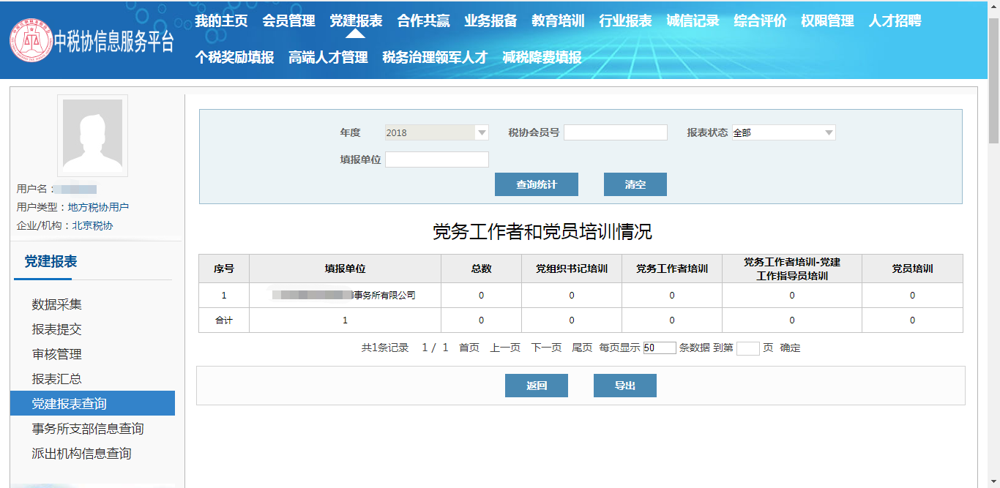 中税协信息服务平台
我的主页 会员管理 党建报表 合作共赢 业务报备 教育培训 行业报表 诚信记录 综合评价 权限管理 人才招聘
个税奖励填报 高端人才管理 税务治理领军人才 减税降费填报
用户名：
用户类型：地方税协用户
企业/机构：北京税协
党建报表
数据采集
报表提交
审核管理
报表汇总
党建报表查询
事务所支部信息查询
派出机构信息查询
年度 2018 税协会员号 报表状态 全部
填报单位
查询统计 清空
党务工作者和党员培训情况
序号 填报单位 总数 党组织书记培训 党务工作者培训 党务工作者培训-党建 党员培训
工作指导员培训
1 事务所有限公司 0 0 0 0 0
合计 1 0 0 0 0 0
共1条记录 1 / 1 首页 上一页 下一页 尾页 每页显示 50 条数据 到第 页 确定
返回 导出